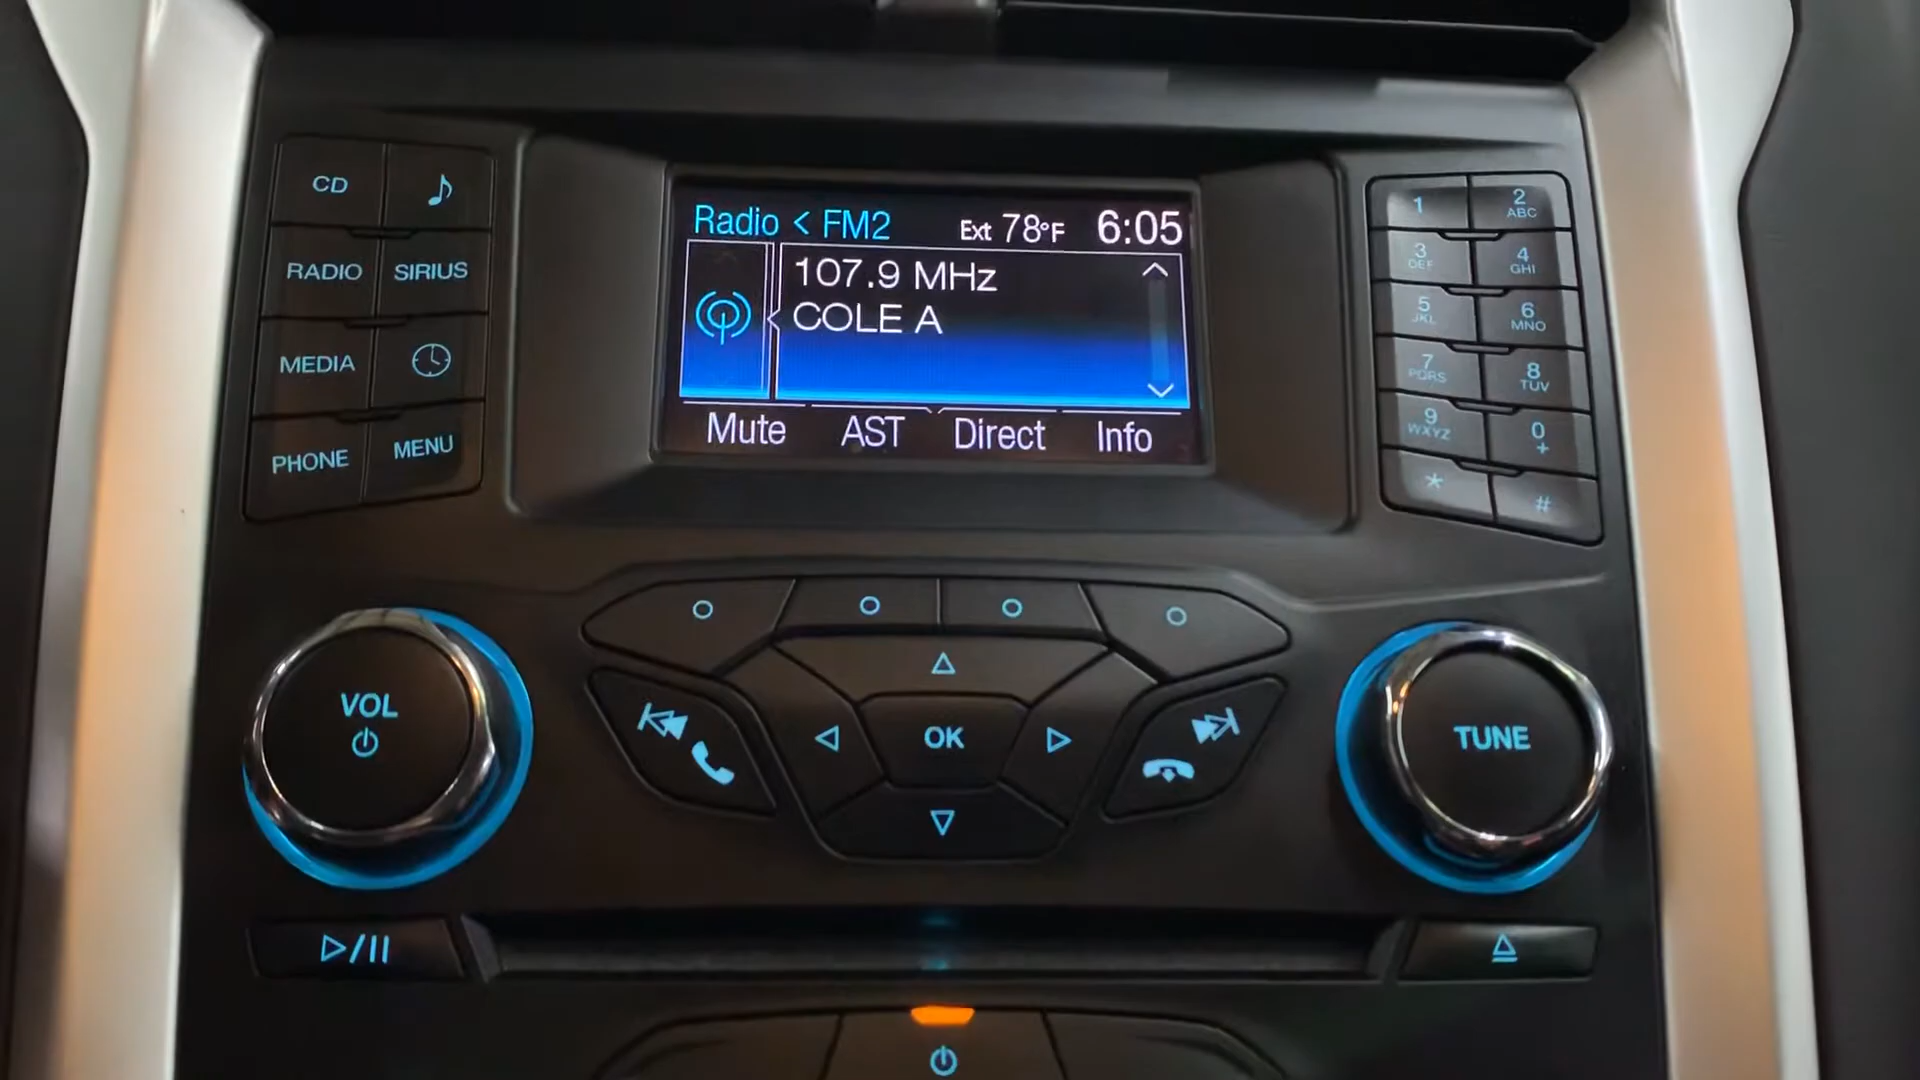 Radio < FM2 Ext 78°F 6:05
107.9 MHz
COLE A
Mute AST Direct Info
CD
RADIO SIRIUS
MEDIA
PHONE MENU
1 2 ABC
3 DEF 4 GHI
5 JKL 6 MNO
7 PQRS 8 TUV
9 WXYZ 0 +
* #
VOL
OK
TUNE